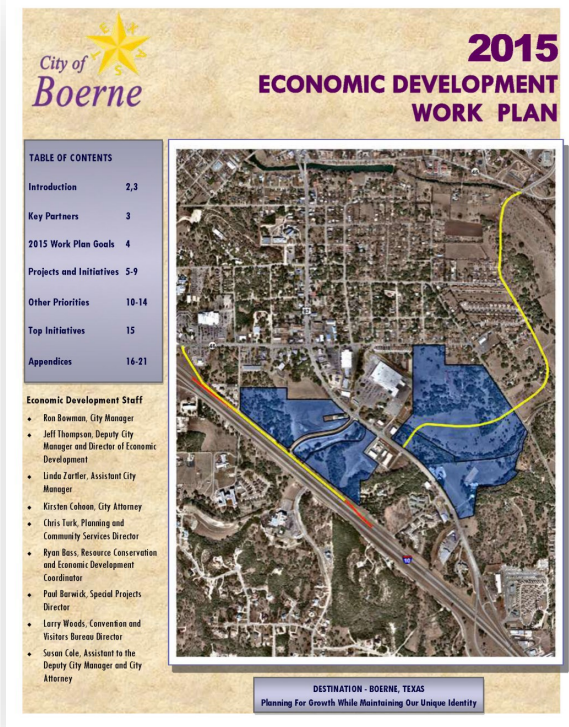 City of
Boerne
TEXAS
2015
ECONOMIC DEVELOPMENT
WORK PLAN
TABLE OF CONTENTS
Introduction 2,3
Key Partners 3
2015 Work Plan Goals 4
Projects and Initiatives 5-9
Other Priorities 10-14
Top Initiatives 15
Appendices 16-21
Economic Development Staff
Ron Bowman, City Manager
Jeff Thompson, Deputy City
Manager and Director of Economic
Development
Linda Zartler, Assistant City
Manager
Kirsten Cohoon, City Attorney
Chris Turk, Planning and
Community Services Director
Ryan Bass, Resource Conservation
and Economic Development
Coordinator
Paul Barwick, Special Projects
Director
Larry Woods, Convention and
Visitors Bureau Director
Susan Cole, Assistant to the
Deputy City Manager and City
Attorney
10
DESTINATION - BOERNE, TEXAS
Planning For Growth While Maintaining Our Unique Identity